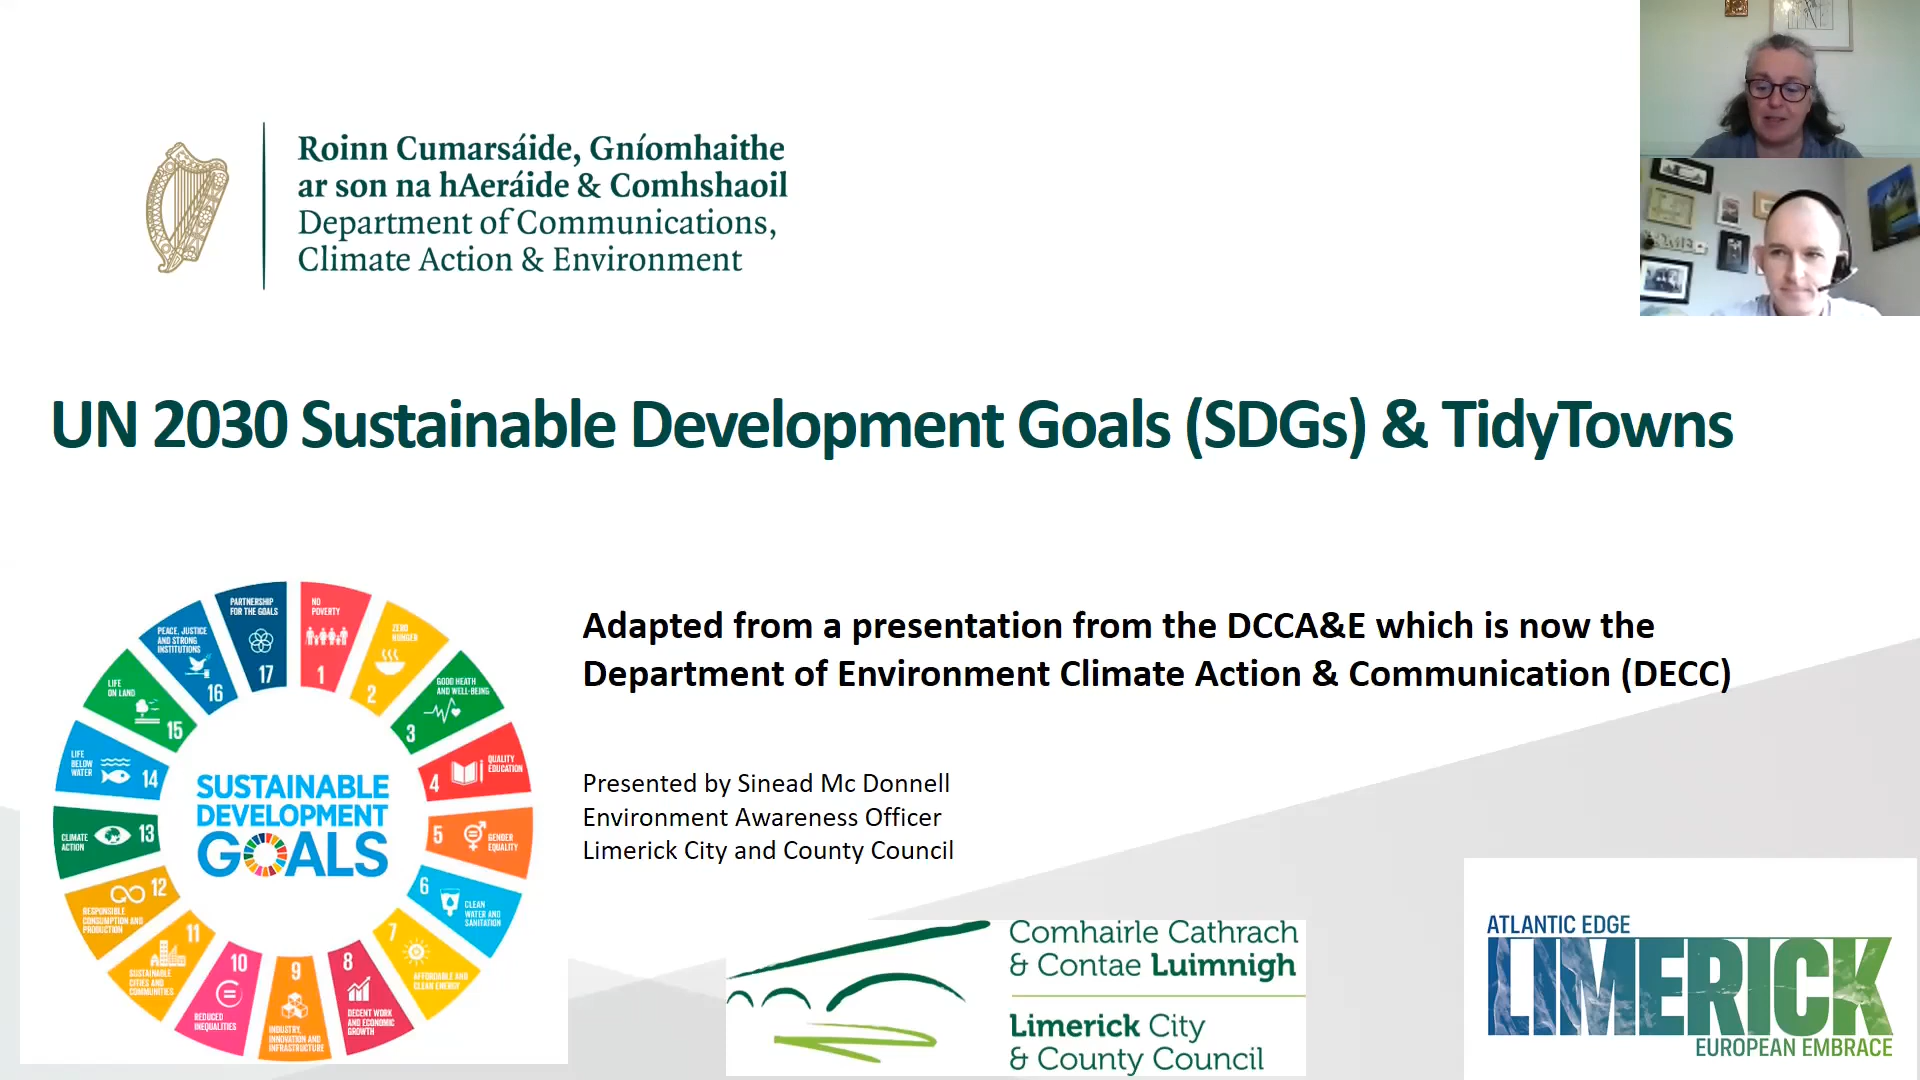 Roinn Cumarsáide, Gníomhaithe
ar son na hAeráide & Comhshaoil
Department of Communications,
Climate Action & Environment
UN 2030 Sustainable Development Goals (SDGs) & TidyTowns
Adapted from a presentation from the DCCA&E which is now the
Department of Environment Climate Action & Communication (DECC)
Presented by Sinead Mc Donnell
Environment Awareness Officer
Limerick City and County Council
SUSTAINABLE
DEVELOPMENT
GOALS
NO
POVERTY
1
ZERO
HUNGER
2
GOOD HEATH
AND WELL-BEING
3
QUALITY
EDUCATION
4
GENDER
EQUALITY
5
CLEAN
WATER AND
SANITATION
6
AFFORDABLE AND
CLEAN ENERGY
7
DECENT WORK
AND ECONOMIC
GROWTH
8
INDUSTRY,
INNOVATION AND
INFRASTRUCTURE
9
REDUCED
INEQUALITIES
10
SUSTAINABLE
CITIES AND
COMMUNITIES
11
RESPONSIBLE
CONSUMPTION AND
PRODUCTION
12
CLIMATE
ACTION
13
LIFE
BELOW
WATER
14
LIFE
ON LAND
15
PEACE, JUSTICE
AND STRONG
INSTITUTIONS
16
PARTNERSHIP
FOR THE GOALS
17
Comhairle Cathrach
& Contae Luimnigh
Limerick City
& County Council
ATLANTIC EDGE
LIMERICK
EUROPEAN EMBRACE